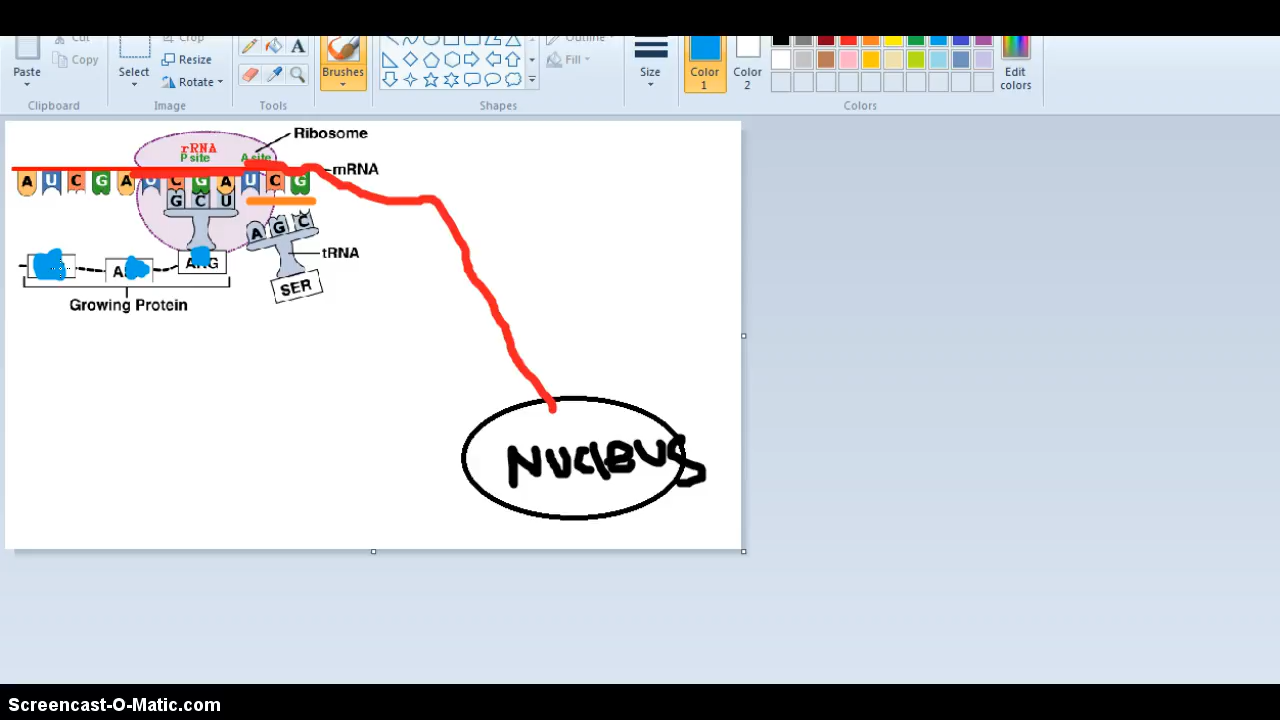 Cut
Crop
Outline
Copy
Resize
Fill
Paste
Select
Rotate
A
Brushes
Size
Color
1
Color
2
Edit
colors
Clipboard
Image
Tools
Shapes
Colors
Ribosome
rRNA
P site
A site
mRNA
A U C G A U C G A U C G
G C U
A G C
tRNA
SER
Growing Protein
NUCLEUS
Screencast-O-Matic.com